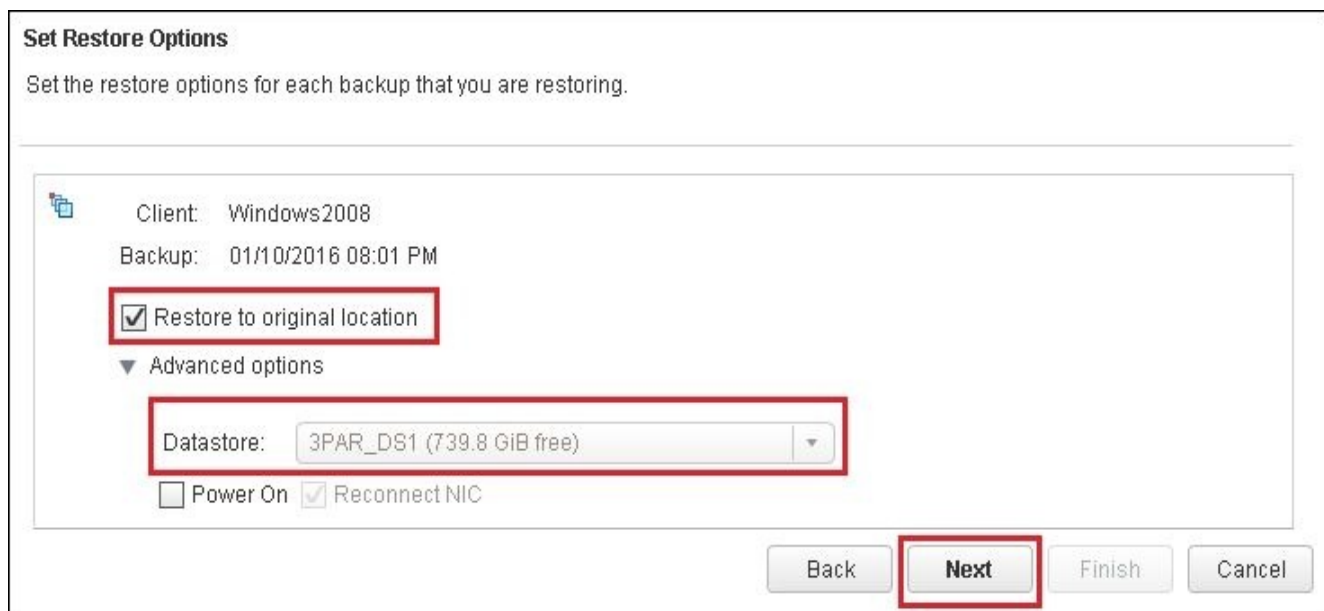 Set Restore Options
Set the restore options for each backup that you are restoring.
Client: Windows2008
Backup: 01/10/2016 08:01 PM
Restore to original location
Advanced options
Datastore: 3PAR_DS1 (739.8 GiB free)
Power On Reconnect NIC
Back Next Finish Cancel